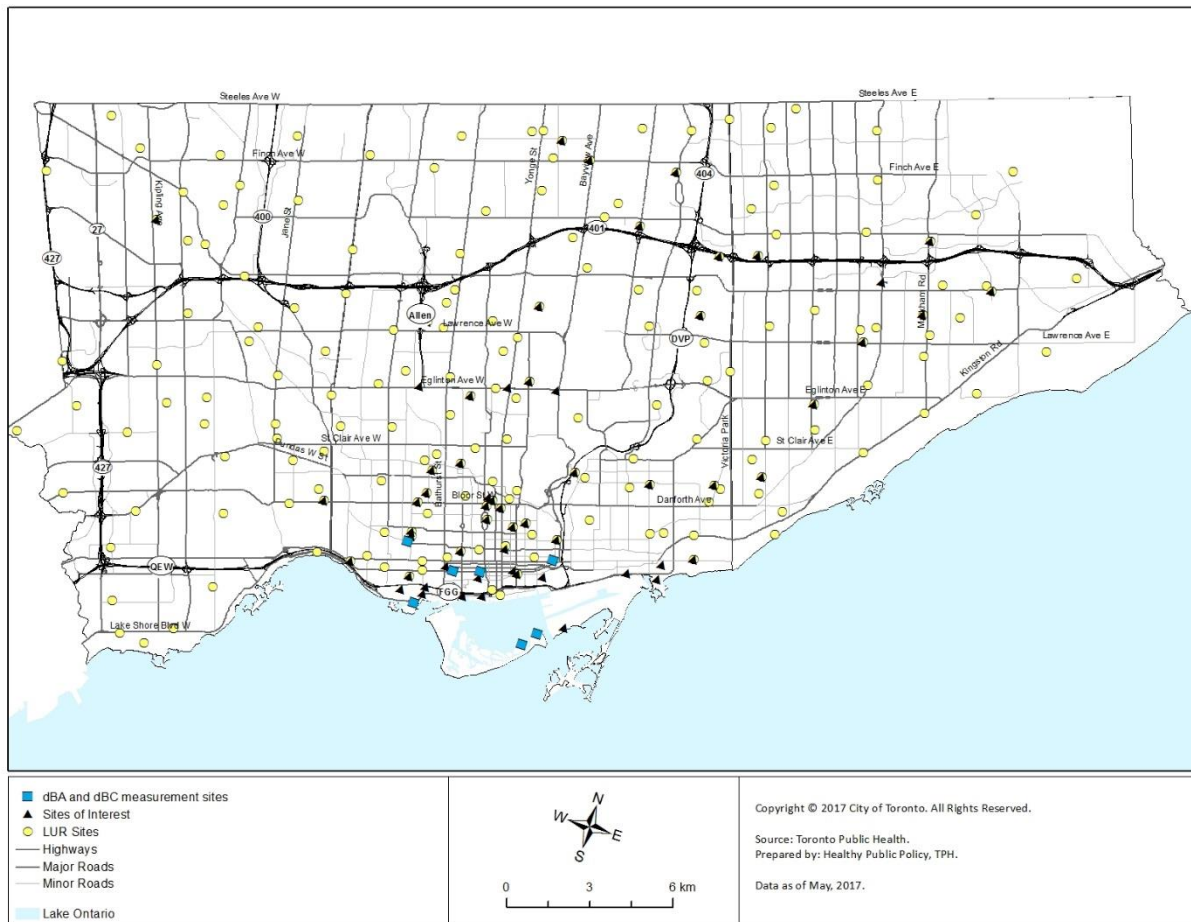 Steeles Ave W
Steeles Ave E
Finch Ave W
Yonge St
Bayview Ave
404
Finch Ave E
Kipling Ave
400
Jane St
27
401
427
Allen
Lawrence Ave W
DVP
Markham Rd
Kingston Rd
Lawrence Ave E
Eglinton Ave W
Eglinton Ave E
Victoria Park
St Clair Ave W
St Clair Ave E
Dundas W St
427
Bathurst St
Bloor St W
Danforth Ave
QEW
FGG
Lake Shore Blvd W
dBA and dBC measurement sites
Sites of Interest
LUR Sites
Highways
Major Roads
Minor Roads
Lake Ontario
N
W
E
S
0 3 6 km
Copyright © 2017 City of Toronto. All Rights Reserved.
Source: Toronto Public Health.
Prepared by: Healthy Public Policy, TPH.
Data as of May, 2017.